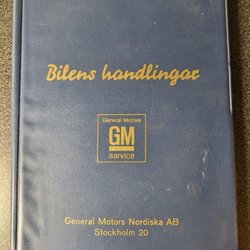 Bilens handlingar
General Motors
GM
service
General Motors Nordiska AB
Stockholm 20